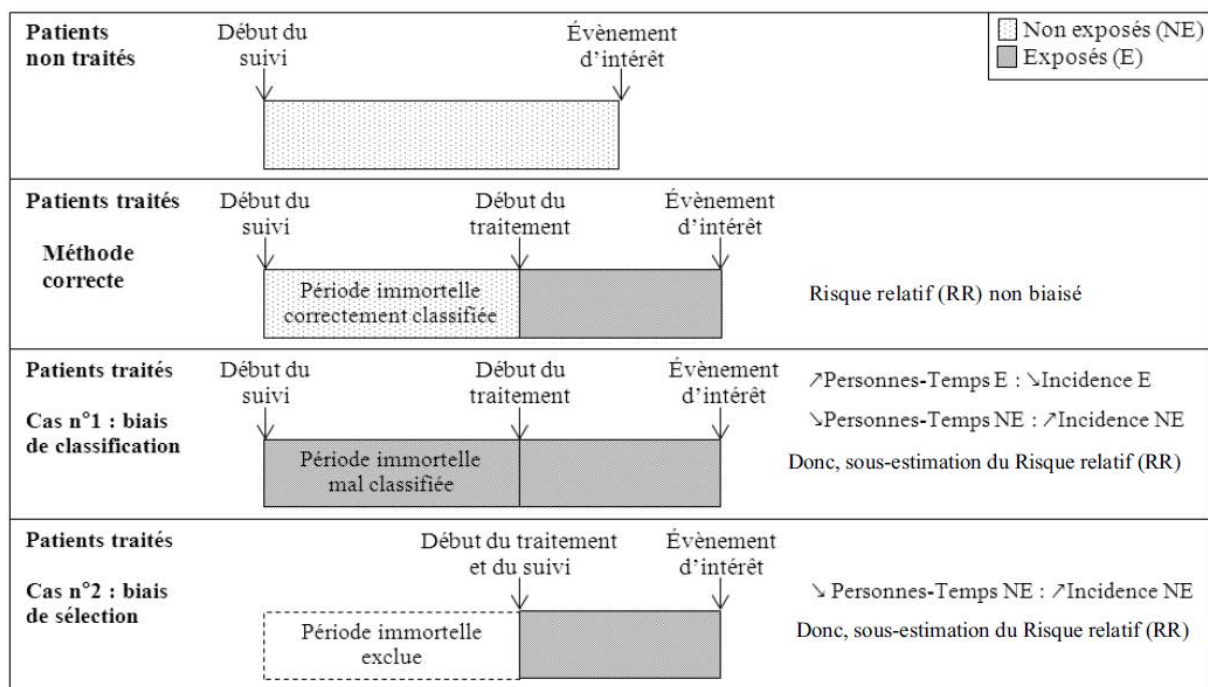 Patients
non traités
Début du
suivi
Évènement
d'intérêt
Non exposés (NE)
Exposés (E)
Patients traités
Méthode
correcte
Début du
suivi
Début du
traitement
Évènement
d'intérêt
Période immortelle
correctement classifiée
Risque relatif (RR) non biaisé
Patients traités
Cas n°1 : biais
de classification
Début du
suivi
Début du
traitement
Évènement
d'intérêt
Période immortelle
mal classifiée
↗Personnes-Temps E : ↘Incidence E
↘Personnes-Temps NE : ↗Incidence NE
Donc, sous-estimation du Risque relatif (RR)
Patients traités
Cas n°2 : biais
de sélection
Début du traitement
et du suivi
Évènement
d'intérêt
Période immortelle
exclue
↘ Personnes-Temps NE : ↗Incidence NE
Donc, sous-estimation du Risque relatif (RR)